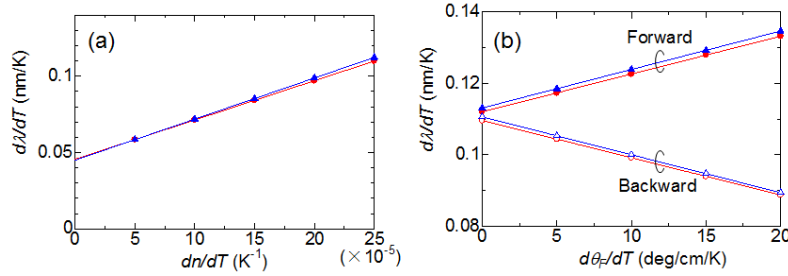 (a)
0.1
0.05
0
dλ/dT (nm/K)
0 5 10 15 20 25
dn/dT (K⁻¹) (×10⁻⁵)
(b)
0.14
0.12
0.1
0.08
dλ/dT (nm/K)
Forward
Backward
0 5 10 15 20
dθF/dT (deg/cm/K)